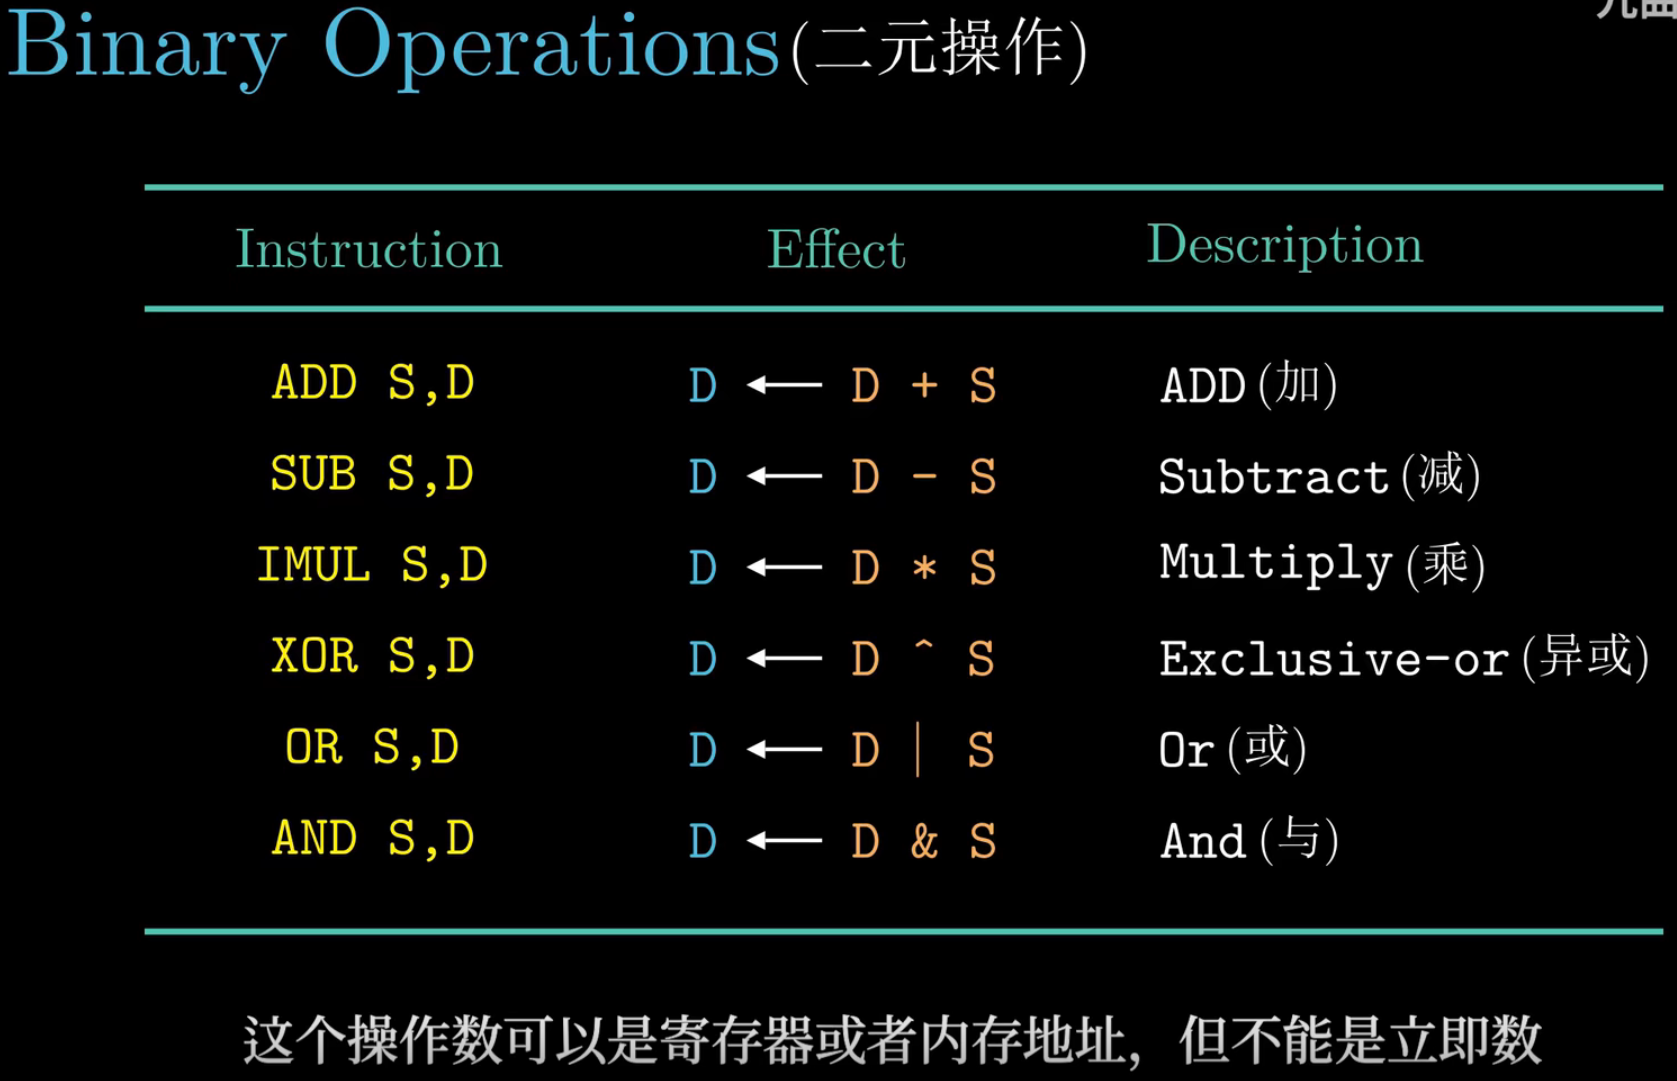 Binary Operations(二元操作)
Instruction Effect Description
ADD S,D D ← D + S ADD(加)
SUB S,D D ← D - S Subtract(减)
IMUL S,D D ← D * S Multiply(乘)
XOR S,D D ← D ^ S Exclusive-or(异或)
OR S,D D ← D | S Or(或)
AND S,D D ← D & S And(与)
这个操作数可以是寄存器或者内存地址，但不能是立即数